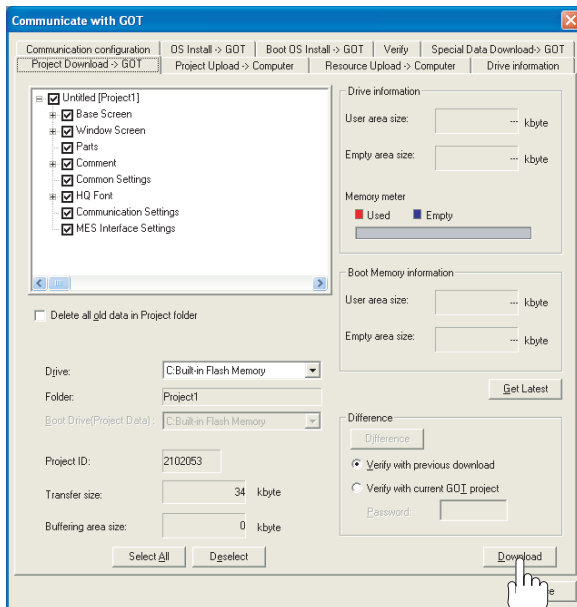 Communicate with GOT
Communication configuration OS Install -> GOT Boot OS Install -> GOT Verify Special Data Download-> GOT
Project Download -> GOT Project Upload -> Computer Resource Upload -> Computer Drive information
Untitled [Project1]
Base Screen
Window Screen
Parts
Comment
Common Settings
HQ Font
Communication Settings
MES Interface Settings
Delete all old data in Project folder
Drive: C:Built-in Flash Memory
Folder: Project1
Boot Drive(Project Data) : C:Built-in Flash Memory
Project ID: 2102053
Transfer size: 34 kbyte
Buffering area size: 0 kbyte
Select All Deselect
Drive information
User area size: --- kbyte
Empty area size: --- kbyte
Memory meter
Used Empty
Boot Memory information
User area size: --- kbyte
Empty area size: --- kbyte
Get Latest
Difference
Difference
Verify with previous download
Verify with current GOT project
Password:
Download